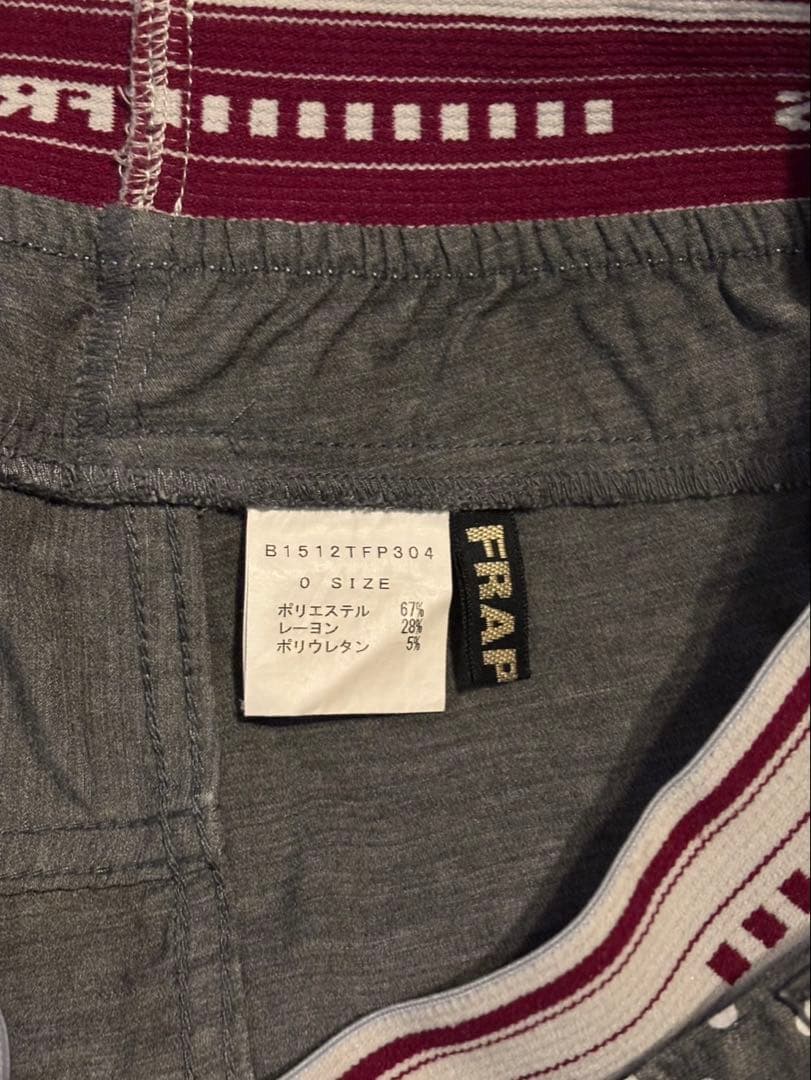 B1512TFP304
0 SIZE
ポリエステル 67%
レーヨン 28%
ポリウレタン 5%
FRAP